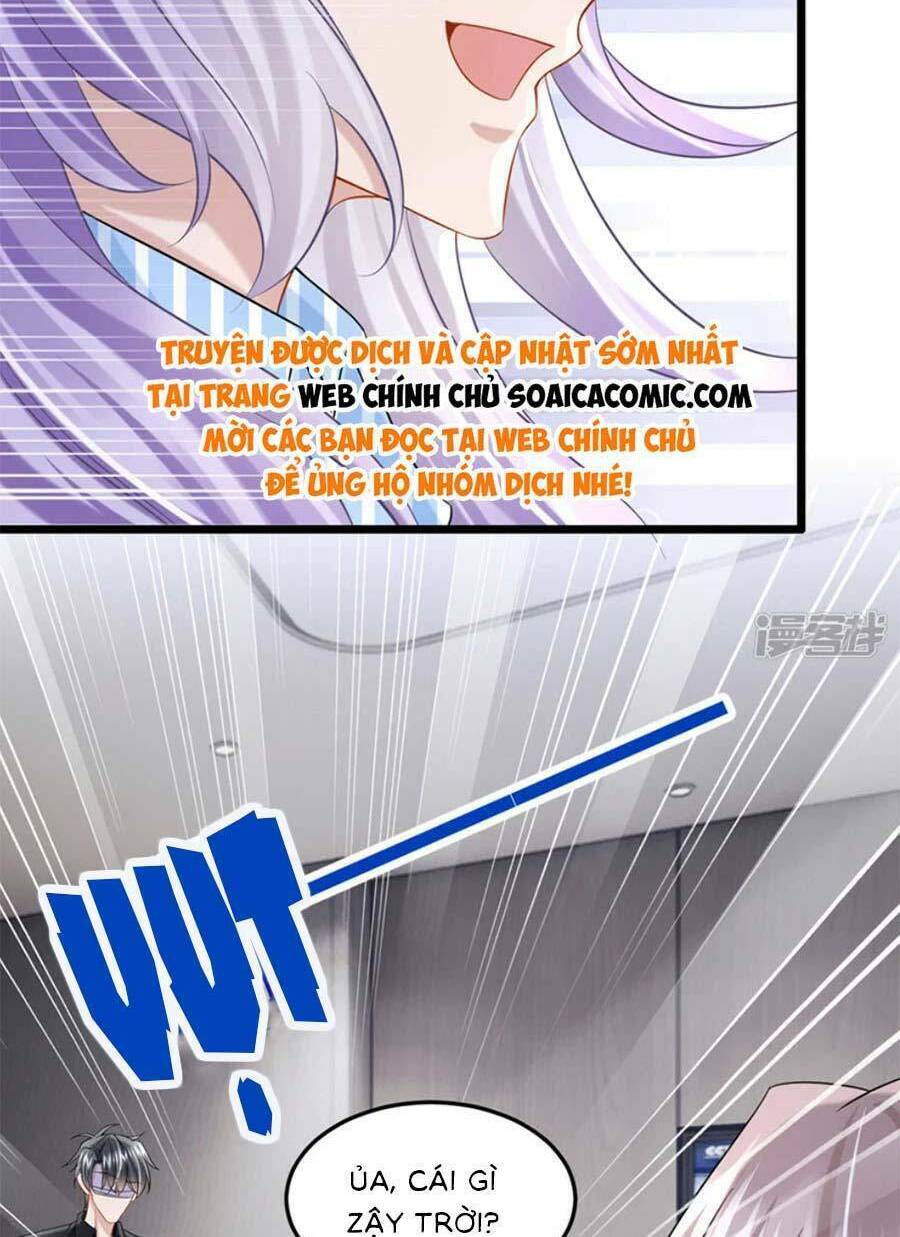 TRUYỆN ĐƯỢC DỊCH VÀ CẬP NHẬT SỚM NHẤT
TẠI TRANG WEB CHÍNH CHỦ SOAICACOMIC.COM
MỜI CÁC BẠN ĐỌC TẠI WEB CHÍNH CHỦ
ĐỂ ỦNG HỘ NHÓM DỊCH NHÉ!
漫客栈
VUT
ỦA, CÁI GÌ
ZẬY TRỜI?